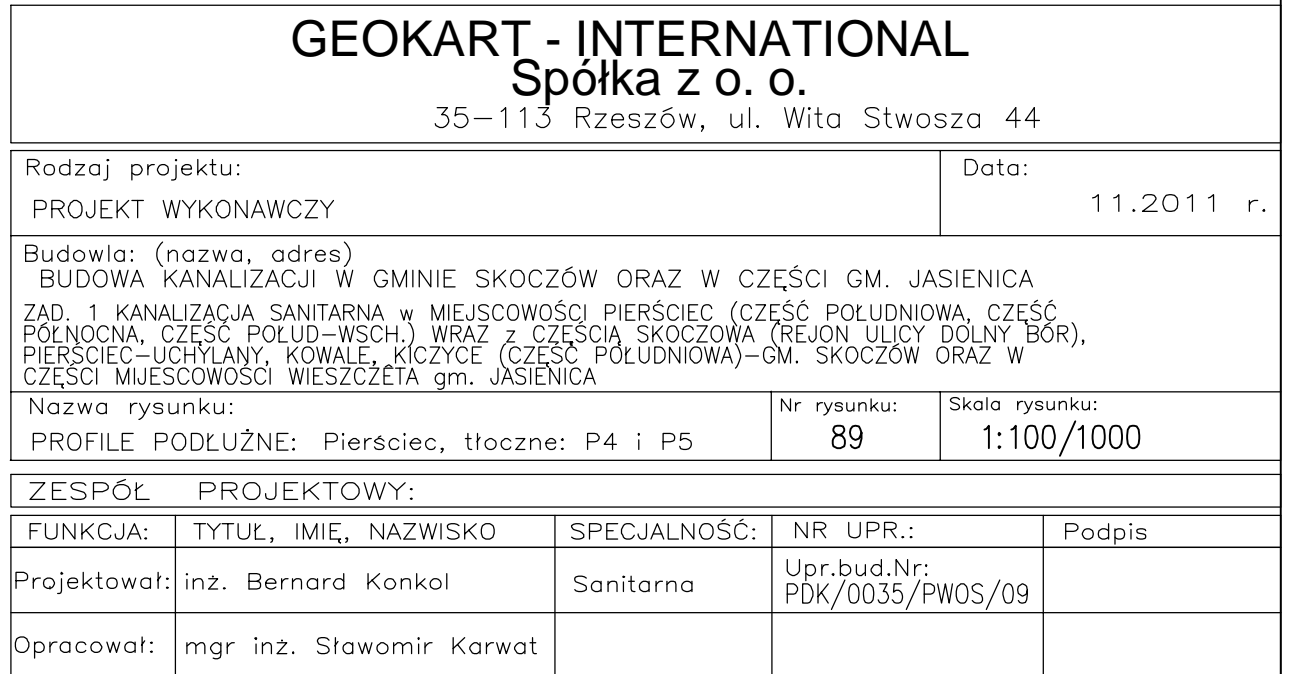 GEOKART - INTERNATIONAL
Spółka z o. o.
35-113 Rzeszów, ul. Wita Stwosza 44
Rodzaj projektu:
Data:
PROJEKT WYKONAWCZY
11.2011 r.
Budowla: (nazwa, adres)
BUDOWA KANALIZACJI W GMINIE SKOCZÓW ORAZ W CZĘŚCI GM. JASIENICA
ZAD. 1 KANALIZACJA SANITARNA w MIEJSCOWOŚCI PIERŚCIEC (CZĘŚĆ POŁUDNIOWA, CZĘŚĆ
PÓŁNOCNA, CZĘŚĆ POŁUD-WSCH.) WRAZ z CZĘŚCIĄ SKOCZOWA (REJON ULICY DOLNY BÓR),
PIERŚCIEC-UCHYLANY, KOWALE, KICZYCE (CZĘŚĆ POŁUDNIOWA)-GM. SKOCZÓW ORAZ W
CZĘŚCI MIJESCOWOŚCI WIESZCZĘTA gm. JASIENICA
Nazwa rysunku:
Nr rysunku:
Skala rysunku:
PROFILE PODŁUŻNE: Pierściec, tłoczne: P4 i P5
89
1:100/1000
ZESPÓŁ PROJEKTOWY:
FUNKCJA:
TYTUŁ, IMIĘ, NAZWISKO
SPECJALNOŚĆ:
NR UPR.:
Podpis
Projektował:
inż. Bernard Konkol
Sanitarna
Upr.bud.Nr:
PDK/0035/PWOS/09
Opracował:
mgr inż. Sławomir Karwat